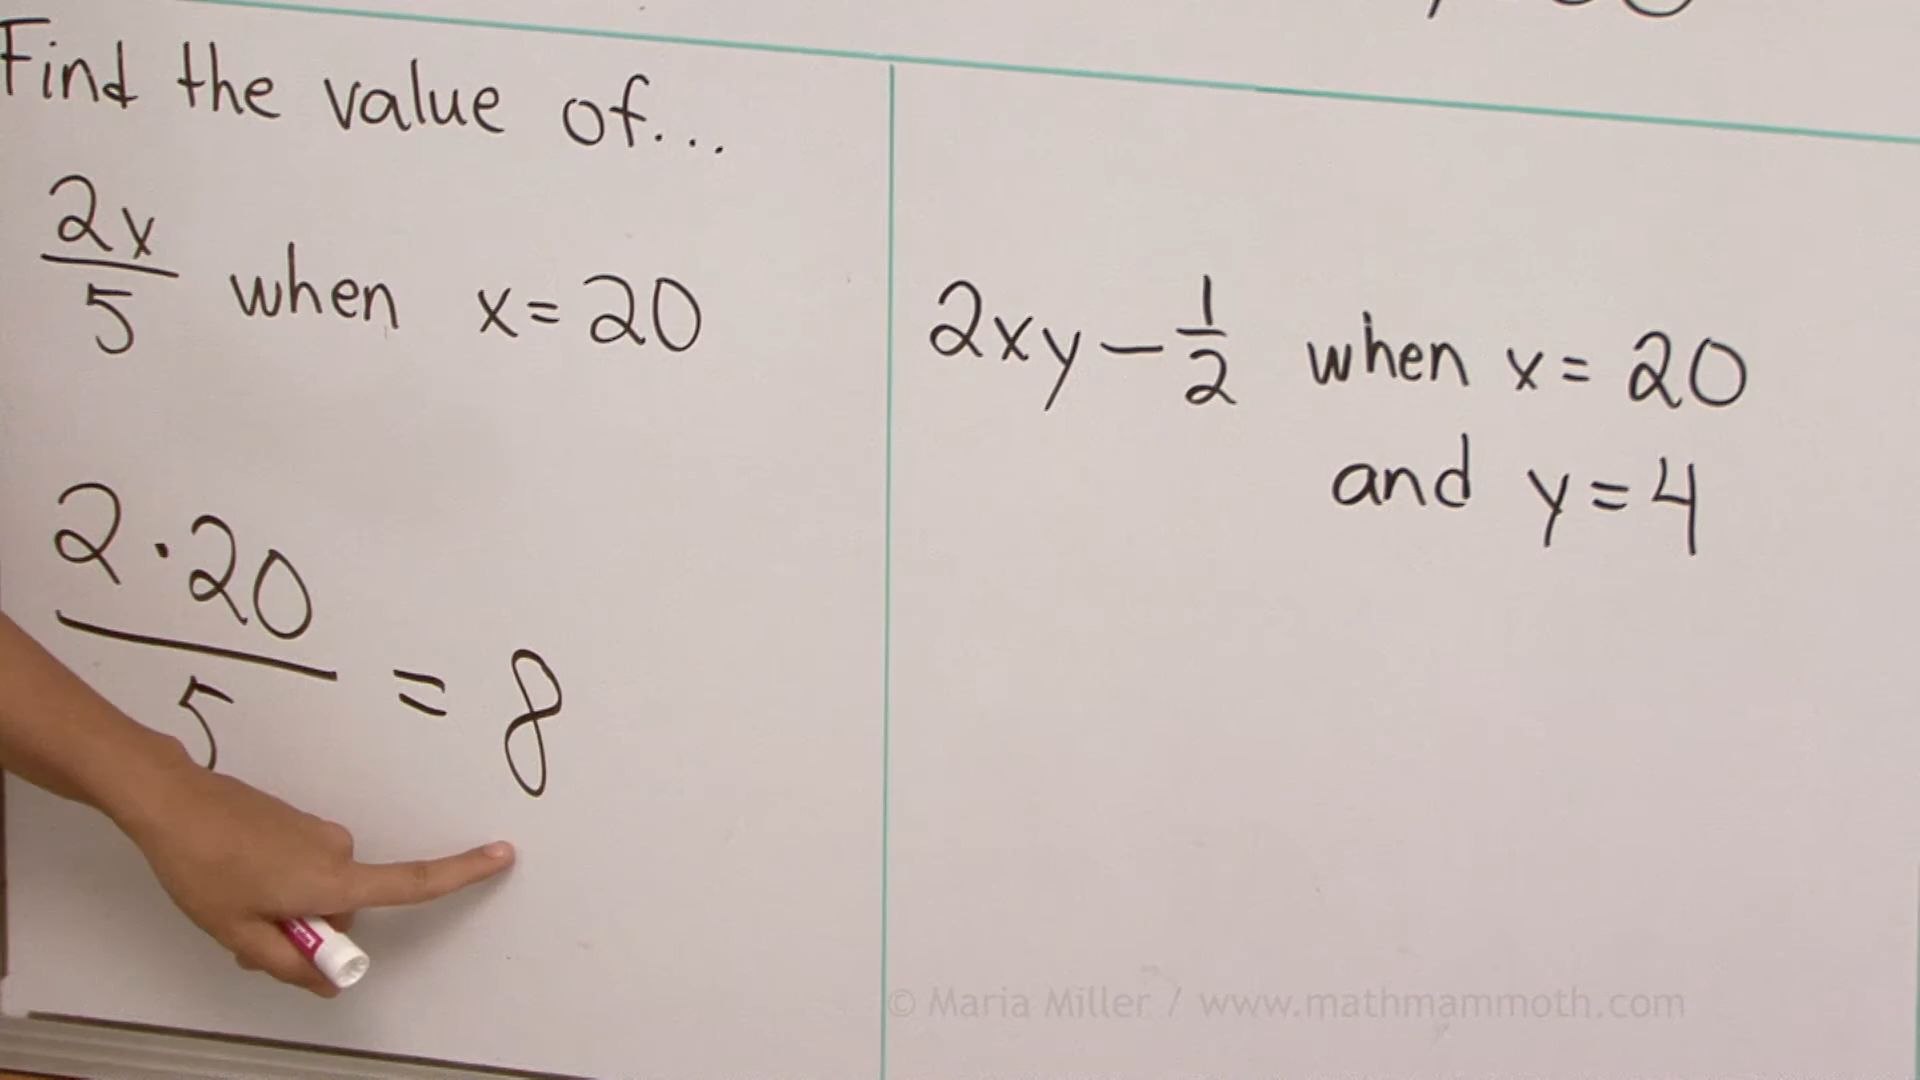 Find the value of...
2x/5 when x = 20
2 · 20 / 5 = 8
2xy − 1/2 when x = 20
and y = 4
© Maria Miller / www.mathmammoth.com